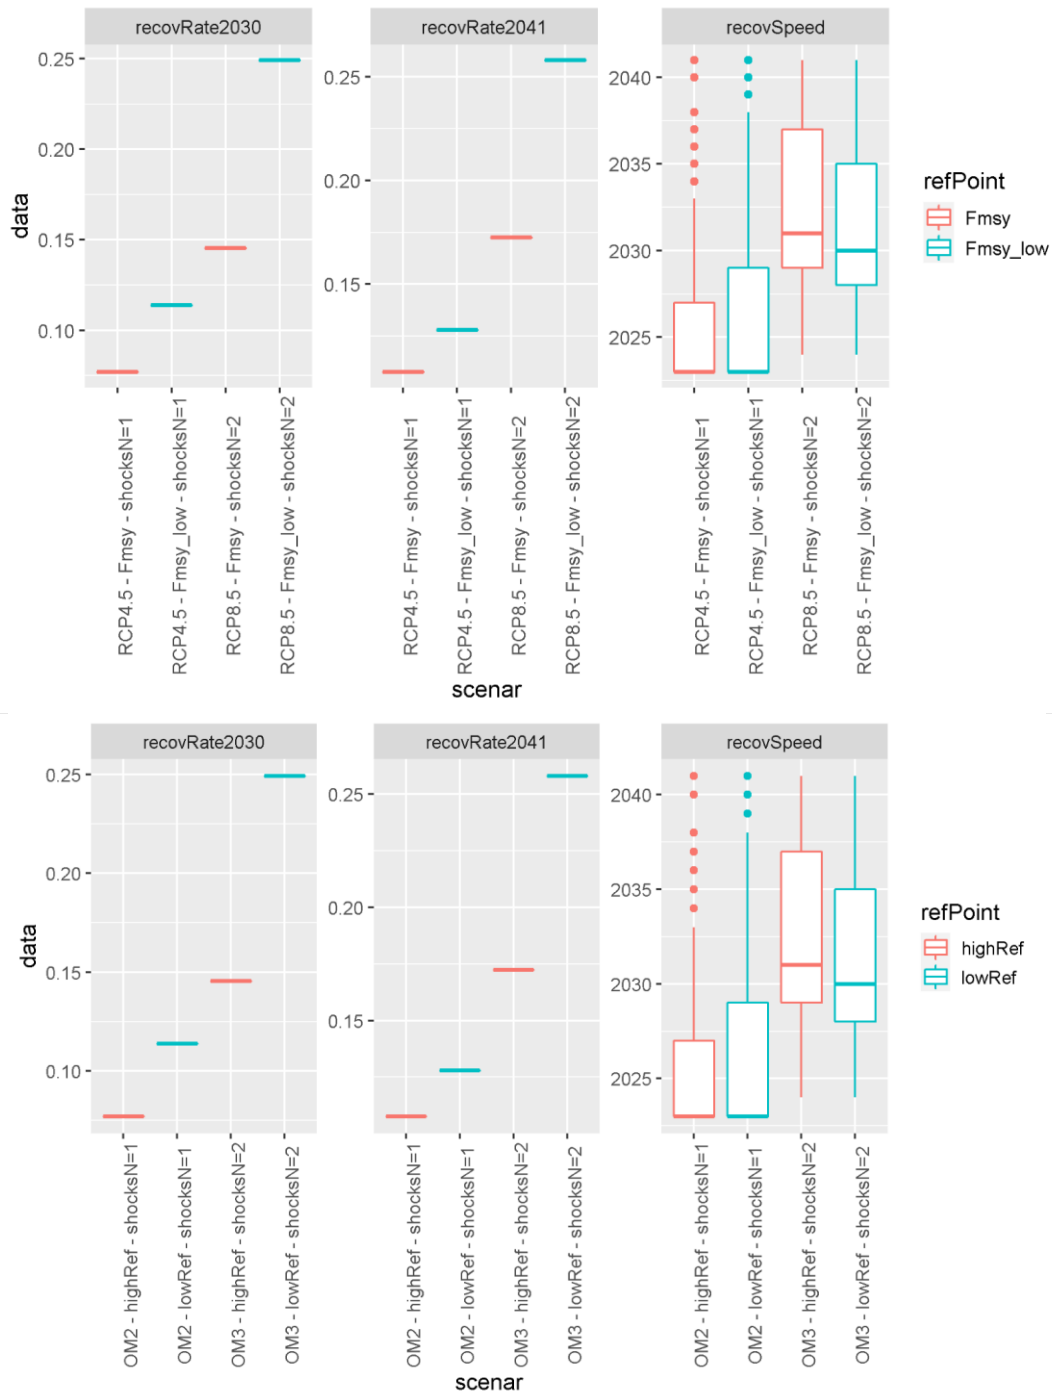 recovRate2030
recovRate2041
recovSpeed
data
0.25
0.20
0.15
0.10
0.25
0.20
0.15
2040
2035
2030
2025
refPoint
Fmsy
Fmsy_low
RCP4.5 - Fmsy - shocksN=1
RCP4.5 - Fmsy_low - shocksN=1
RCP8.5 - Fmsy - shocksN=2
RCP8.5 - Fmsy_low - shocksN=2
RCP4.5 - Fmsy - shocksN=1
RCP4.5 - Fmsy_low - shocksN=1
RCP8.5 - Fmsy - shocksN=2
RCP8.5 - Fmsy_low - shocksN=2
RCP4.5 - Fmsy - shocksN=1
RCP4.5 - Fmsy_low - shocksN=1
RCP8.5 - Fmsy - shocksN=2
RCP8.5 - Fmsy_low - shocksN=2
scenar
recovRate2030
recovRate2041
recovSpeed
data
0.25
0.20
0.15
0.10
0.25
0.20
0.15
2040
2035
2030
2025
refPoint
highRef
lowRef
OM2 - highRef - shocksN=1
OM2 - lowRef - shocksN=1
OM3 - highRef - shocksN=2
OM3 - lowRef - shocksN=2
OM2 - highRef - shocksN=1
OM2 - lowRef - shocksN=1
OM3 - highRef - shocksN=2
OM3 - lowRef - shocksN=2
OM2 - highRef - shocksN=1
OM2 - lowRef - shocksN=1
OM3 - highRef - shocksN=2
OM3 - lowRef - shocksN=2
scenar